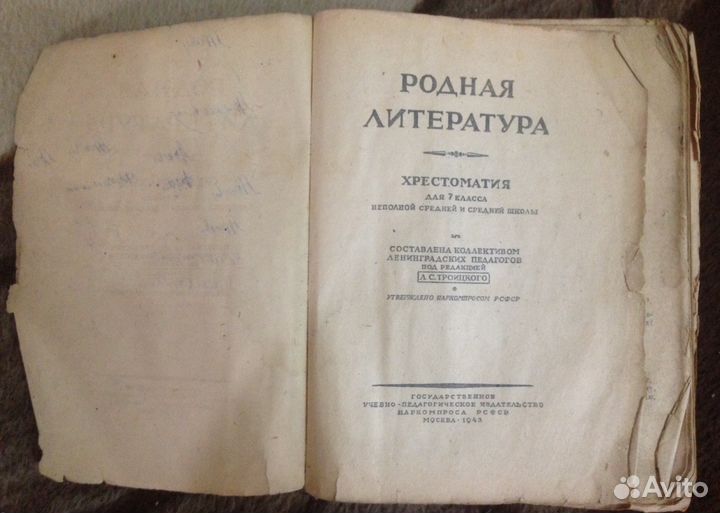 РОДНАЯ
ЛИТЕРАТУРА
ХРЕСТОМАТИЯ
ДЛЯ 7 КЛАССА
НЕПОЛНОЙ СРЕДНЕЙ И СРЕДНЕЙ ШКОЛЫ
СОСТАВЛЕНА КОЛЛЕКТИВОМ
ЛЕНИНГРАДСКИХ ПЕДАГОГОВ
ПОД РЕДАКЦИЕЙ
Л. С. ТРОИЦКОГО
УТВЕРЖДЕНО НАРКОМПРОСОМ РСФСР
ГОСУДАРСТВЕННОЕ
УЧЕБНО-ПЕДАГОГИЧЕСКОЕ ИЗДАТЕЛЬСТВО
НАРКОМПРОСА РСФСР
МОСКВА • 1943
Avito